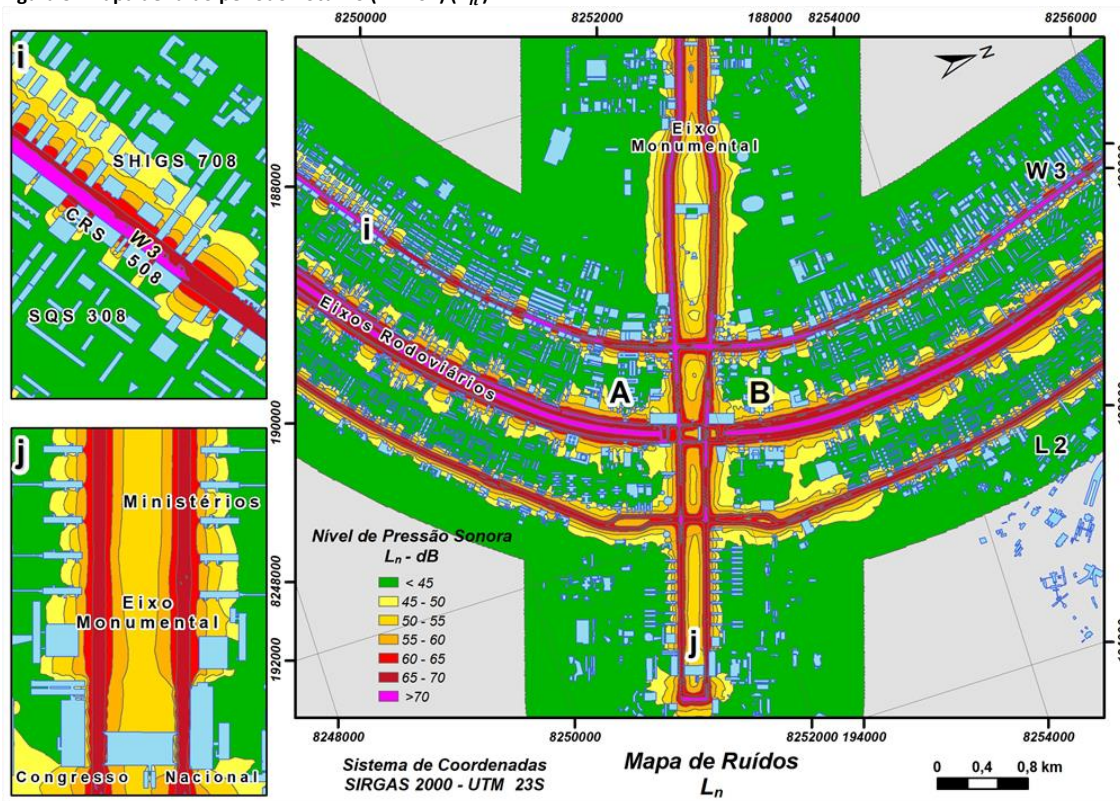 8250000
8252000
188000
8254000
8256000
i
SHIGS 708
W3
CRS 508
SQS 308
N
Eixo
Monumental
W 3
188000
i
Eixos Rodoviários
A
B
190000
L 2
j
Ministérios
Eixo
Monumental
Congresso Nacional
Nível de Pressão Sonora
Lₙ - dB
< 45
45 - 50
50 - 55
55 - 60
60 - 65
65 - 70
>70
8248000
192000
j
8248000
8250000
8252000
194000
8254000
Sistema de Coordenadas
SIRGAS 2000 - UTM 23S
Mapa de Ruídos
Lₙ
0 0,4 0,8 km